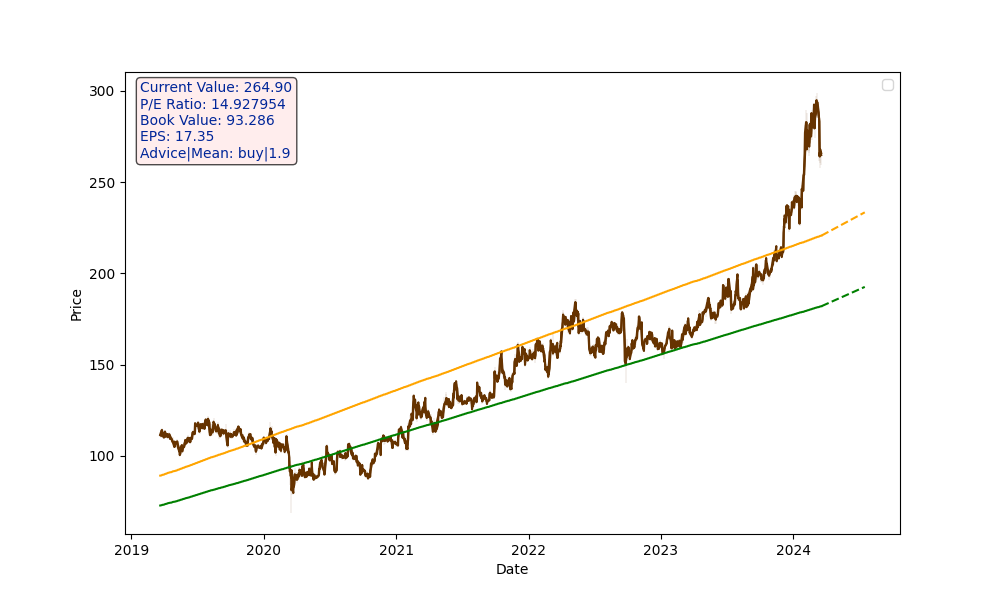 Current Value: 264.90
P/E Ratio: 14.927954
Book Value: 93.286
EPS: 17.35
Advice|Mean: buy|1.9
300
250
200
150
100
Price
2019 2020 2021 2022 2023 2024
Date